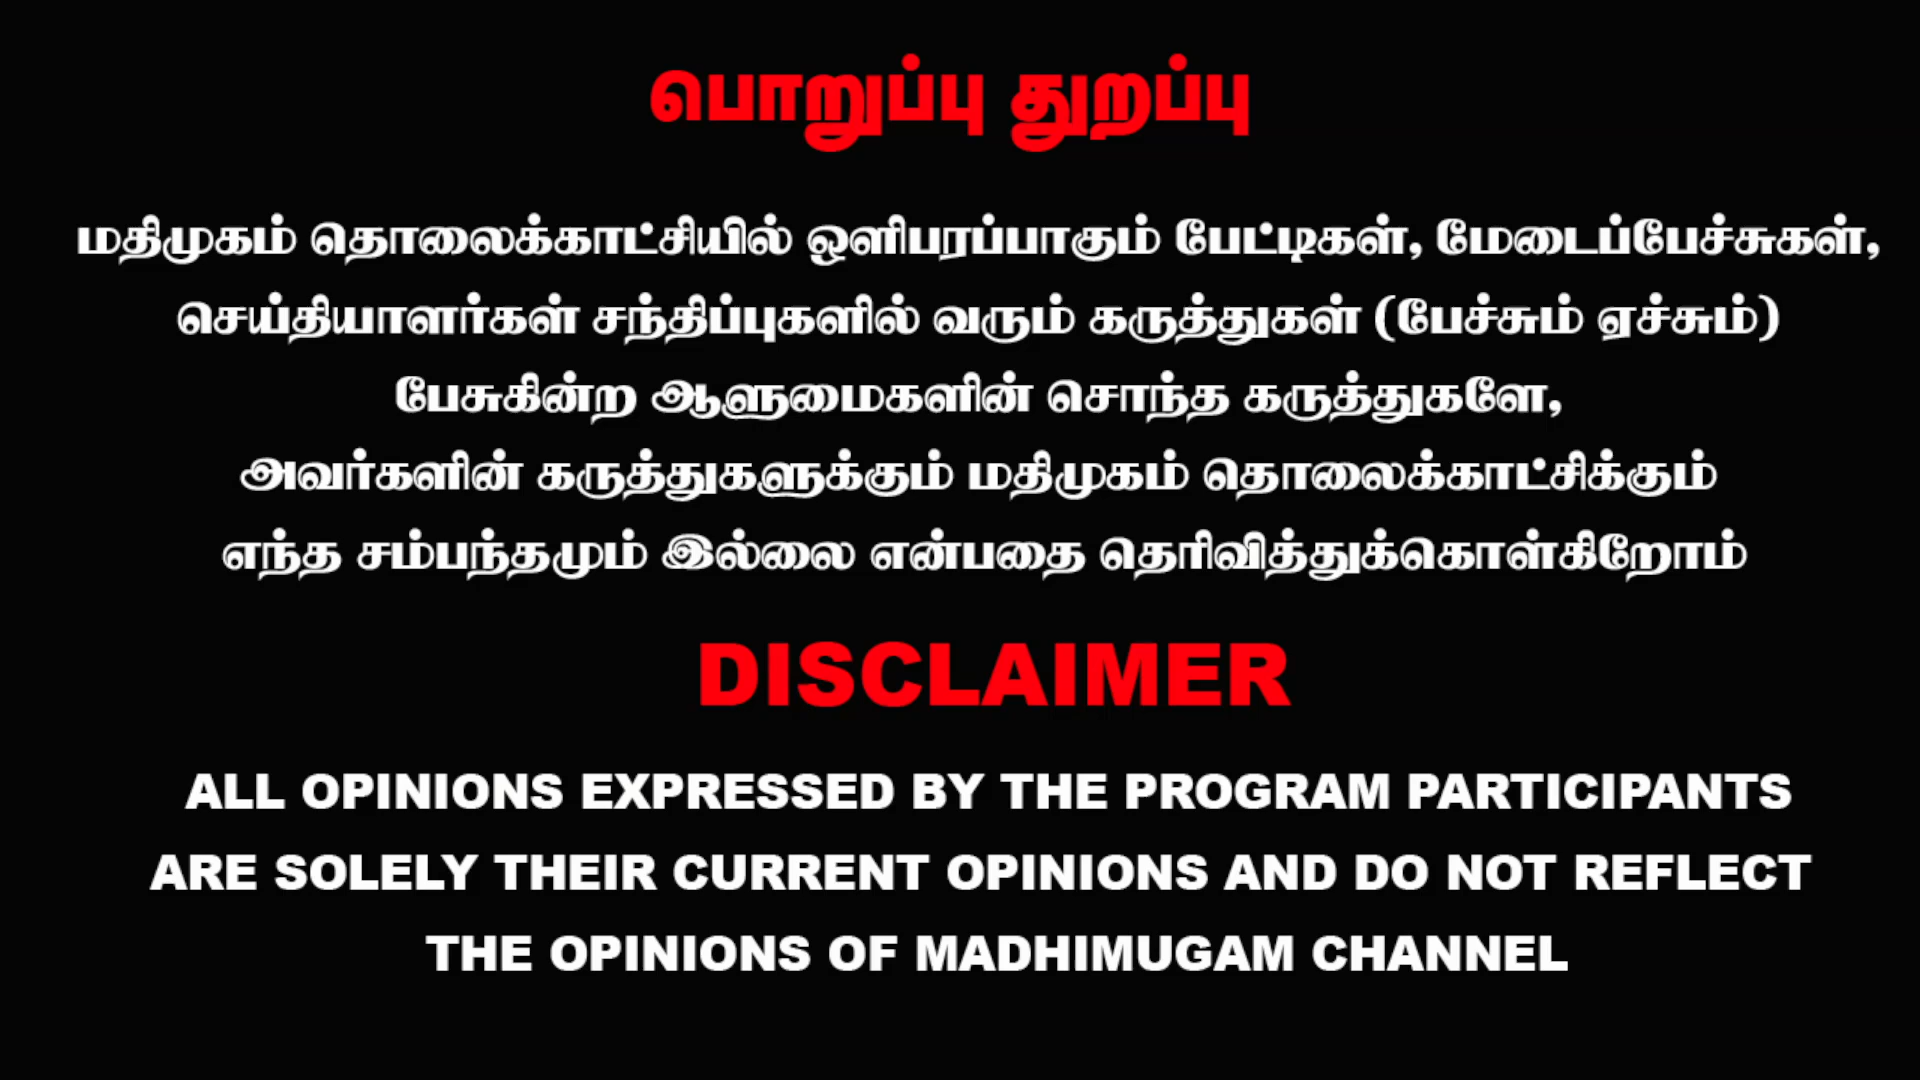 பொறுப்பு துறப்பு
மதிமுகம் தொலைக்காட்சியில் ஒளிபரப்பாகும் பேட்டிகள், மேடைப்பேச்சுகள்,
செய்தியாளர்கள் சந்திப்புகளில் வரும் கருத்துகள் (பேச்சும் ஏச்சும்)
பேசுகின்ற ஆளுமைகளின் சொந்த கருத்துகளே,
அவர்களின் கருத்துகளுக்கும் மதிமுகம் தொலைக்காட்சிக்கும்
எந்த சம்பந்தமும் இல்லை என்பதை தெரிவித்துக்கொள்கிறோம்
DISCLAIMER
ALL OPINIONS EXPRESSED BY THE PROGRAM PARTICIPANTS
ARE SOLELY THEIR CURRENT OPINIONS AND DO NOT REFLECT
THE OPINIONS OF MADHIMUGAM CHANNEL